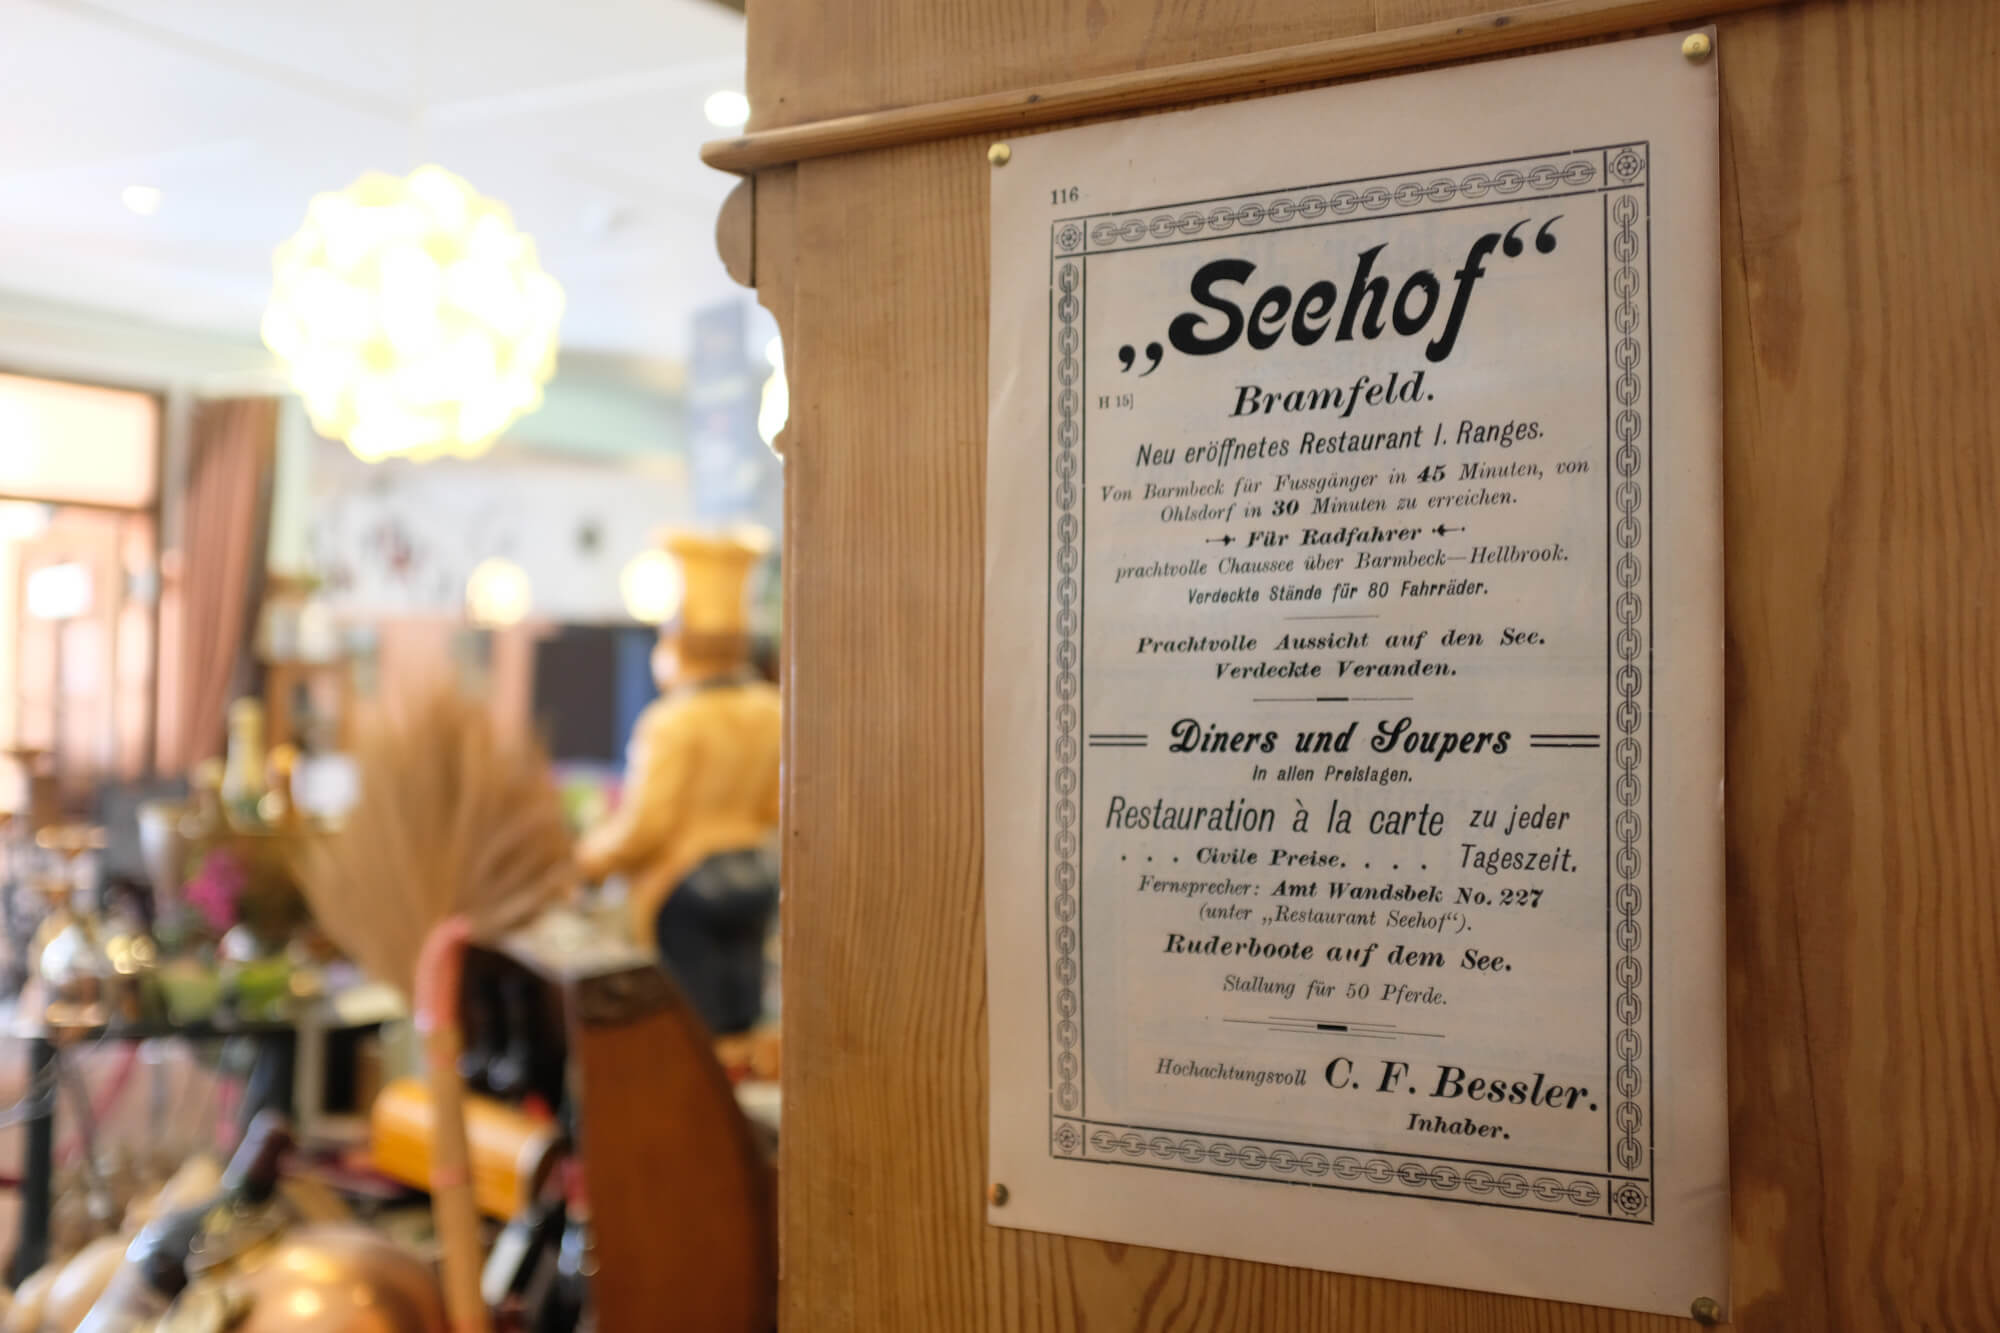 116
„Seehof“
H 15]
Bramfeld.
Neu eröffnetes Restaurant I. Ranges.
Von Barmbeck für Fussgänger in 45 Minuten, von
Ohlsdorf in 30 Minuten zu erreichen.
Für Radfahrer
prachtvolle Chaussee über Barmbeck—Hellbrook.
Verdeckte Stände für 80 Fahrräder.
Prachtvolle Aussicht auf den See.
Verdeckte Veranden.
Diners und Soupers
in allen Preislagen.
Restauration à la carte zu jeder
. . . Civile Preise. . . . . Tageszeit.
Fernsprecher: Amt Wandsbek No. 227
(unter „Restaurant Seehof“).
Ruderboote auf dem See.
Stallung für 50 Pferde.
Hochachtungsvoll C. F. Bessler.
Inhaber.